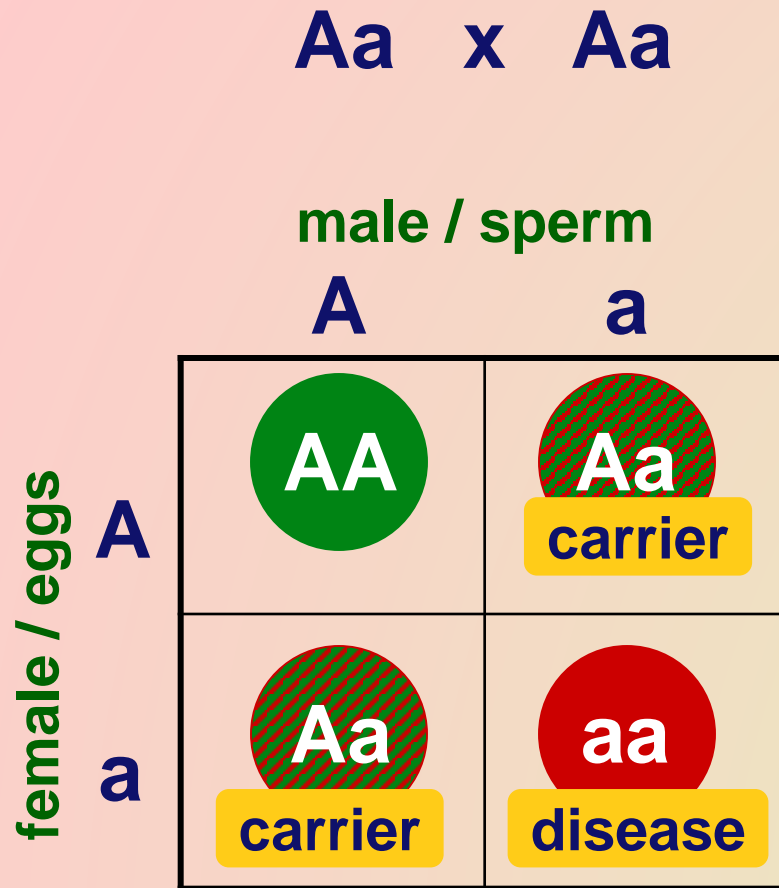 Aa x Aa
male / sperm
A a
female / eggs
A
AA
Aa
carrier
a
Aa
carrier
aa
disease